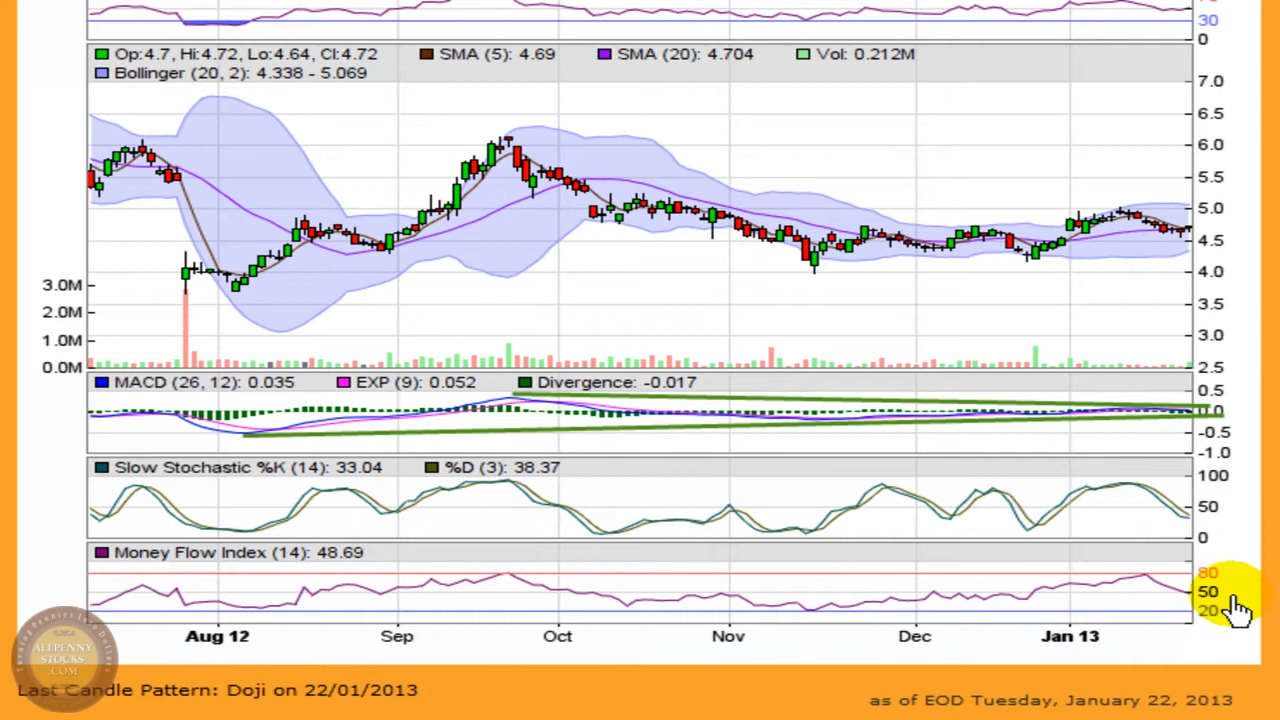 30
0
Op:4.7, Hi:4.72, Lo:4.64, Cl:4.72 SMA (5): 4.69 SMA (20): 4.704 Vol: 0.212M
Bollinger (20, 2): 4.338 - 5.069
7.0
6.5
6.0
5.5
5.0
4.5
4.0
3.5
3.0
2.5
3.0M
2.0M
1.0M
0.0M
MACD (26, 12): 0.035 EXP (9): 0.052 Divergence: -0.017
0.5
0.0
-0.5
-1.0
Slow Stochastic %K (14): 33.04 %D (3): 38.37
100
50
0
Money Flow Index (14): 48.69
80
50
20
Aug 12 Sep Oct Nov Dec Jan 13
Turning Pennies Into Dollars
ALLPENNY
STOCKS
.COM
Last Candle Pattern: Doji on 22/01/2013
as of EOD Tuesday, January 22, 2013